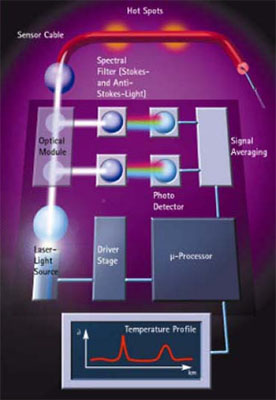 Hot Spots
Sensor Cable
Spectral
Filter (Stokes-
and Anti-
Stokes-Light)
Optical
Module
Signal
Averaging
Photo
Detector
Laser-
Light
Source
Driver
Stage
µ-Processor
Temperature Profile
km